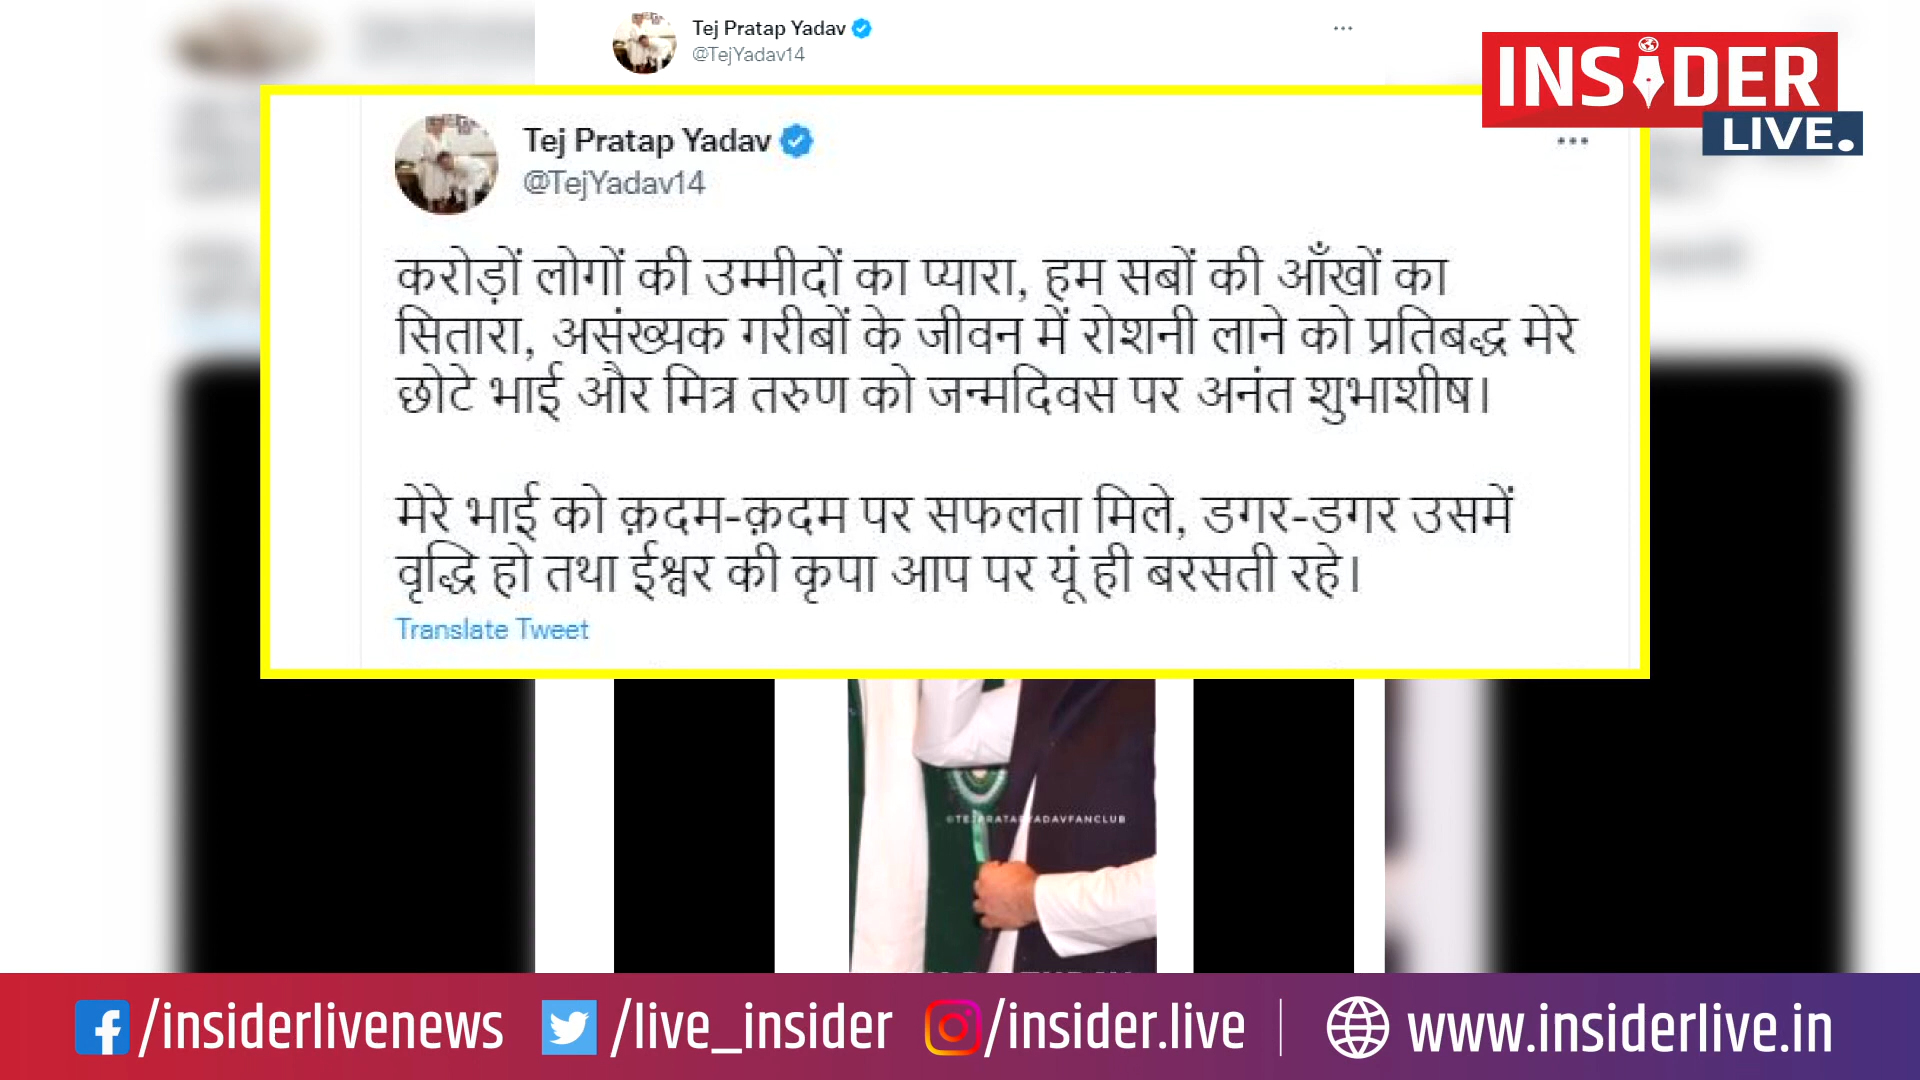 Tej Pratap Yadav
@TejYadav14
INSIDER
LIVE.
Tej Pratap Yadav
@TejYadav14
करोड़ों लोगों की उम्मीदों का प्यारा, हम सबों की आँखों का
सितारा, असंख्यक गरीबों के जीवन में रोशनी लाने को प्रतिबद्ध मेरे
छोटे भाई और मित्र तरुण को जन्मदिवस पर अनंत शुभाशीष।
मेरे भाई को क़दम-क़दम पर सफलता मिले, डगर-डगर उसमें
वृद्धि हो तथा ईश्वर की कृपा आप पर यूं ही बरसती रहे।
Translate Tweet
©TEJPRATAPYADAVFANCLUB
/insiderlivenews
/live_insider
/insider.live
www.insiderlive.in